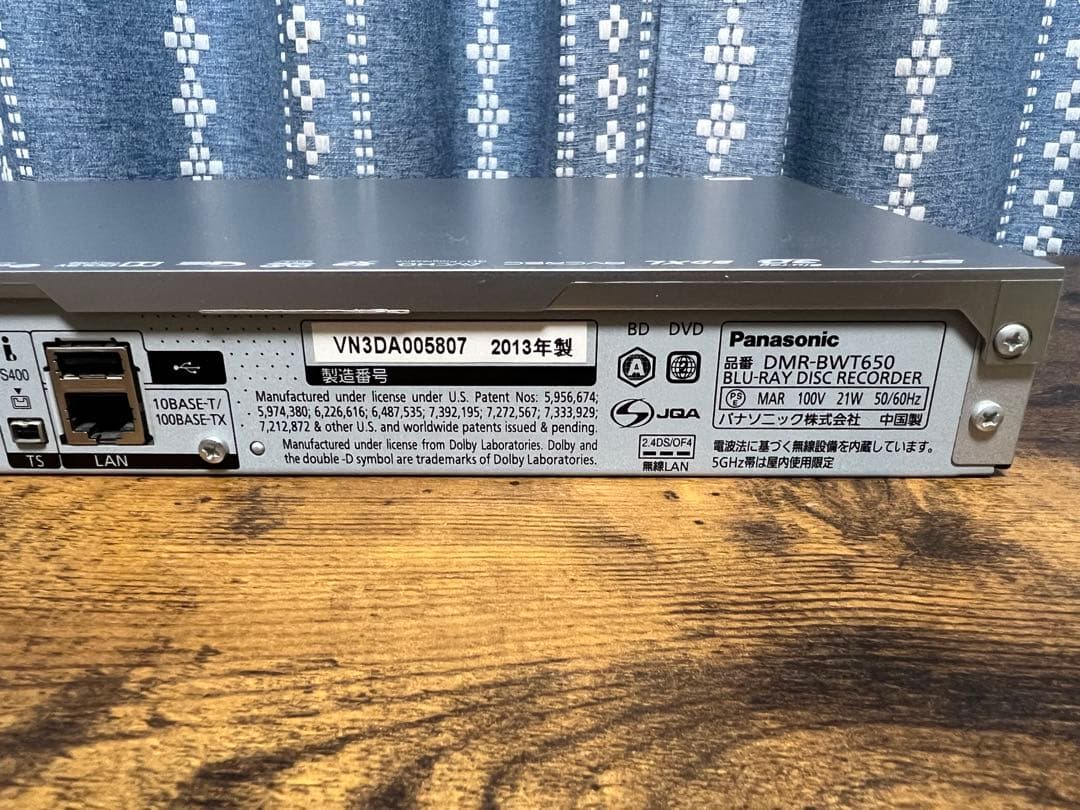 S400
TS
LAN
10BASE-T/
100BASE-TX
VN3DA005807 2013年製
製造番号
Manufactured under license under U.S. Patent Nos: 5,956,674;
5,974,380; 6,226,616; 6,487,535; 7,392,195; 7,272,567; 7,333,929;
7,212,872 & other U.S. and worldwide patents issued & pending.
Manufactured under license from Dolby Laboratories. Dolby and
the double-D symbol are trademarks of Dolby Laboratories.
BD DVD
A 2
JQA
2.4DS/OF4
無線LAN
Panasonic
品番 DMR-BWT650
BLU-RAY DISC RECORDER
PSE MAR 100V 21W 50/60Hz
パナソニック株式会社 中国製
電波法に基づく無線設備を内蔵しています。
5GHz帯は屋内使用限定
AVCHD
AVCREC
BDXL